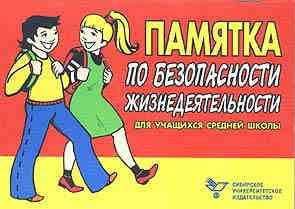 ПАМЯТКА
ПО БЕЗОПАСНОСТИ
ЖИЗНЕДЕЯТЕЛЬНОСТИ
ДЛЯ УЧАЩИХСЯ СРЕДНЕЙ ШКОЛЫ
СИБИРСКОЕ
УНИВЕРСИТЕТСКОЕ
ИЗДАТЕЛЬСТВО